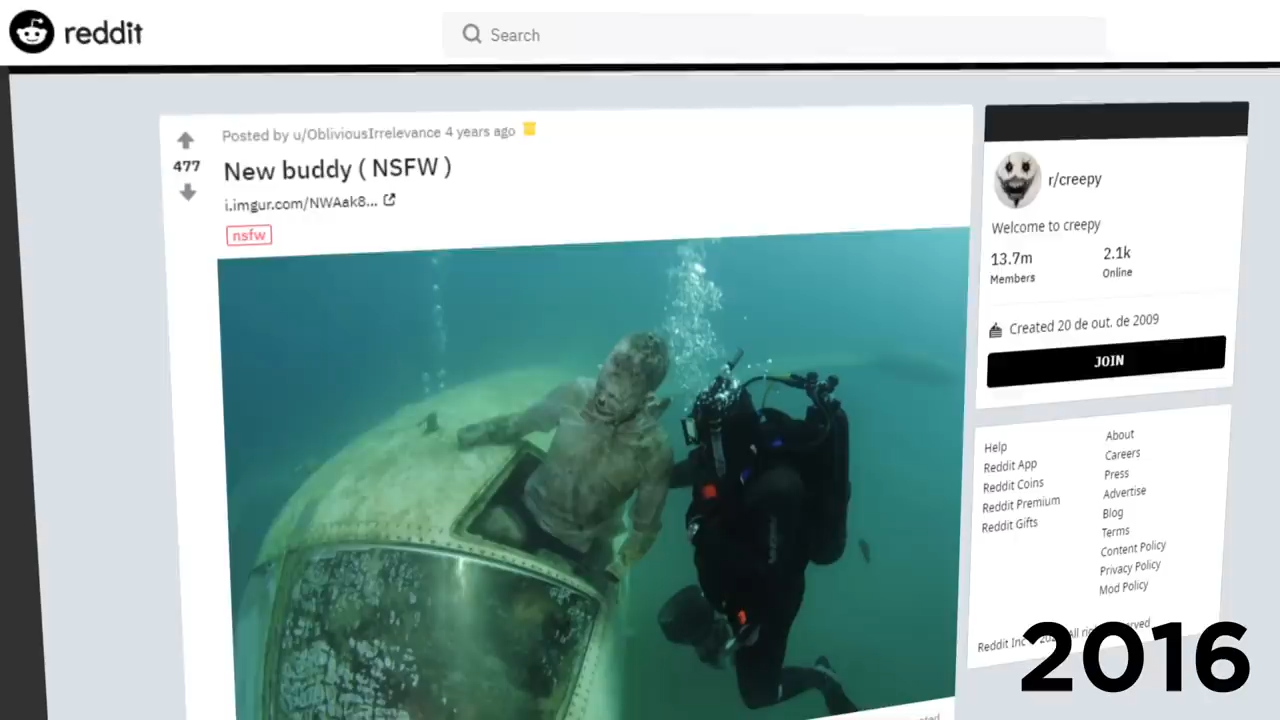 reddit
Search
Posted by u/ObliviousIrrelevance 4 years ago
477
New buddy ( NSFW )
i.imgur.com/NWAak8...
nsfw
r/creepy
Welcome to creepy
13.7m
Members
2.1k
Online
Created 20 de out. de 2009
JOIN
Help
Reddit App
Reddit Coins
Reddit Premium
Reddit Gifts
About
Careers
Press
Advertise
Blog
Terms
Content Policy
Privacy Policy
Mod Policy
Reddit Inc
2016